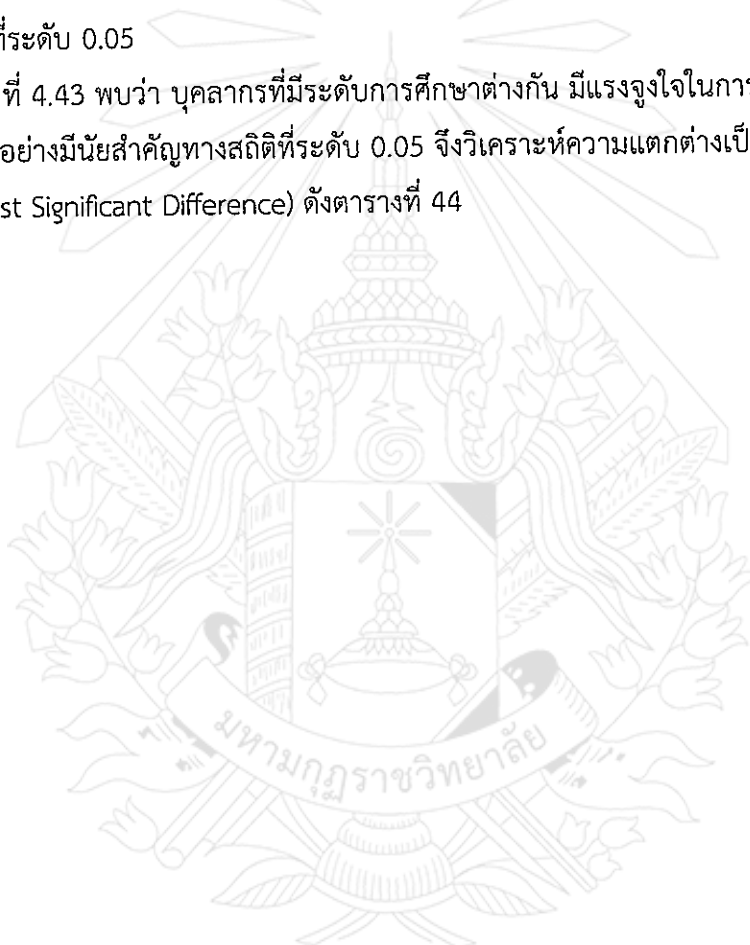 ที่ระดับ 0.05
ที่ 4.43 พบว่า บุคลากรที่มีระดับการศึกษาต่างกัน มีแรงจูงใจในการ
อย่างมีนัยสำคัญทางสถิติที่ระดับ 0.05 จึงวิเคราะห์ความแตกต่างเป็
st Significant Difference) ดังตารางที่ 44
มหามกุฏราชวิทยาลัย